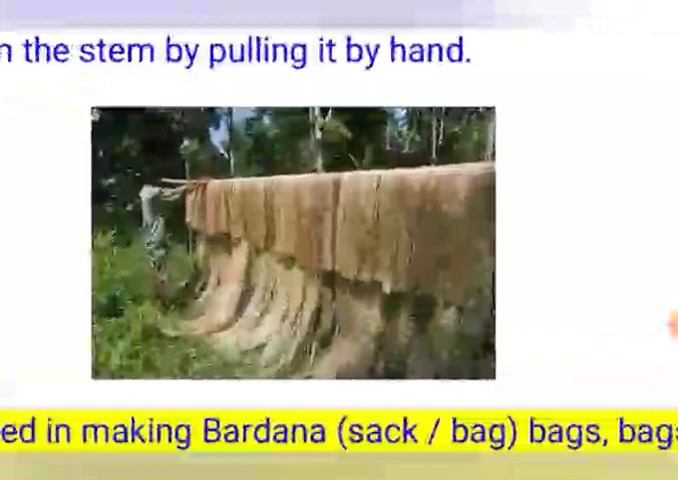 the stem by pulling it by hand.
ed in making Bardana (sack / bag) bags, bag